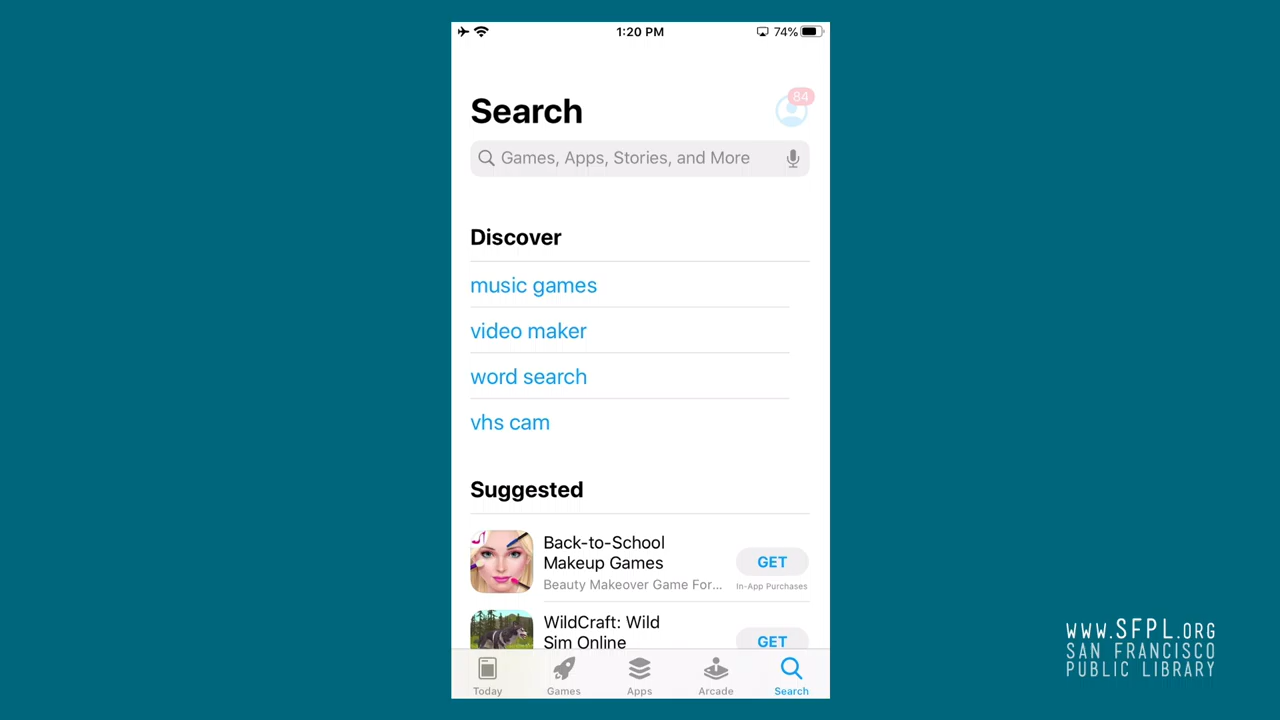 1:20 PM
74%
84
Search
Games, Apps, Stories, and More
Discover
music games
video maker
word search
vhs cam
Suggested
Back-to-School
Makeup Games
Beauty Makeover Game For...
GET
In-App Purchases
WildCraft: Wild
Sim Online
GET
Today
Games
Apps
Arcade
Search
WWW.SFPL.ORG
SAN FRANCISCO
PUBLIC LIBRARY